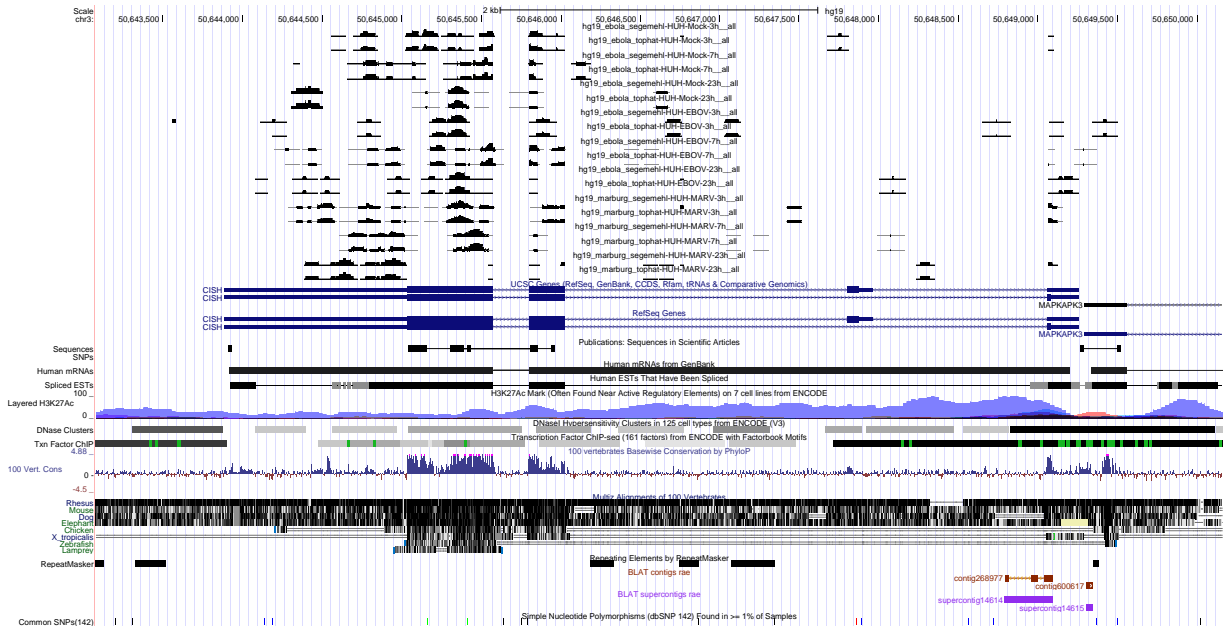 Scale 2 kb hg19
chr3: 50,643,500 50,644,000 50,644,500 50,645,000 50,645,500 50,646,000 50,646,500 50,647,000 50,647,500 50,648,000 50,648,500 50,649,000 50,649,500 50,650,000
hg19_ebola_segemehl-HUH-Mock-3h__all
hg19_ebola_tophat-HUH-Mock-3h__all
hg19_ebola_segemehl-HUH-Mock-7h__all
hg19_ebola_tophat-HUH-Mock-7h__all
hg19_ebola_segemehl-HUH-Mock-23h__all
hg19_ebola_tophat-HUH-Mock-23h__all
hg19_ebola_segemehl-HUH-EBOV-3h__all
hg19_ebola_tophat-HUH-EBOV-3h__all
hg19_ebola_segemehl-HUH-EBOV-7h__all
hg19_ebola_tophat-HUH-EBOV-7h__all
hg19_ebola_segemehl-HUH-EBOV-23h__all
hg19_ebola_tophat-HUH-EBOV-23h__all
hg19_marburg_segemehl-HUH-MARV-3h__all
hg19_marburg_tophat-HUH-MARV-3h__all
hg19_marburg_segemehl-HUH-MARV-7h__all
hg19_marburg_tophat-HUH-MARV-7h__all
hg19_marburg_segemehl-HUH-MARV-23h__all
hg19_marburg_tophat-HUH-MARV-23h__all
UCSC Genes (RefSeq, GenBank, CCDS, Rfam, tRNAs & Comparative Genomics)
CISH
CISH
MAPKAPK3
RefSeq Genes
CISH
CISH
MAPKAPK3
Publications: Sequences in Scientific Articles
Sequences
SNPs
Human mRNAs from GenBank
Human mRNAs
Human ESTs That Have Been Spliced
Spliced ESTs
H3K27Ac Mark (Often Found Near Active Regulatory Elements) on 7 cell lines from ENCODE
100
Layered H3K27Ac
0
DNaseI Hypersensitivity Clusters in 125 cell types from ENCODE (V3)
DNase Clusters
Transcription Factor ChIP-seq (161 factors) from ENCODE with Factorbook Motifs
Txn Factor ChIP
100 vertebrates Basewise Conservation by PhyloP
4.88
100 Vert. Cons
0
-4.5
Multiz Alignments of 100 Vertebrates
Rhesus
Mouse
Dog
Elephant
Chicken
X_tropicalis
Zebrafish
Lamprey
Repeating Elements by RepeatMasker
RepeatMasker
BLAT contigs rae
contig268977
contig600617
BLAT supercontigs rae
supercontig14614
supercontig14615
Simple Nucleotide Polymorphisms (dbSNP 142) Found in >= 1% of Samples
Common SNPs(142)